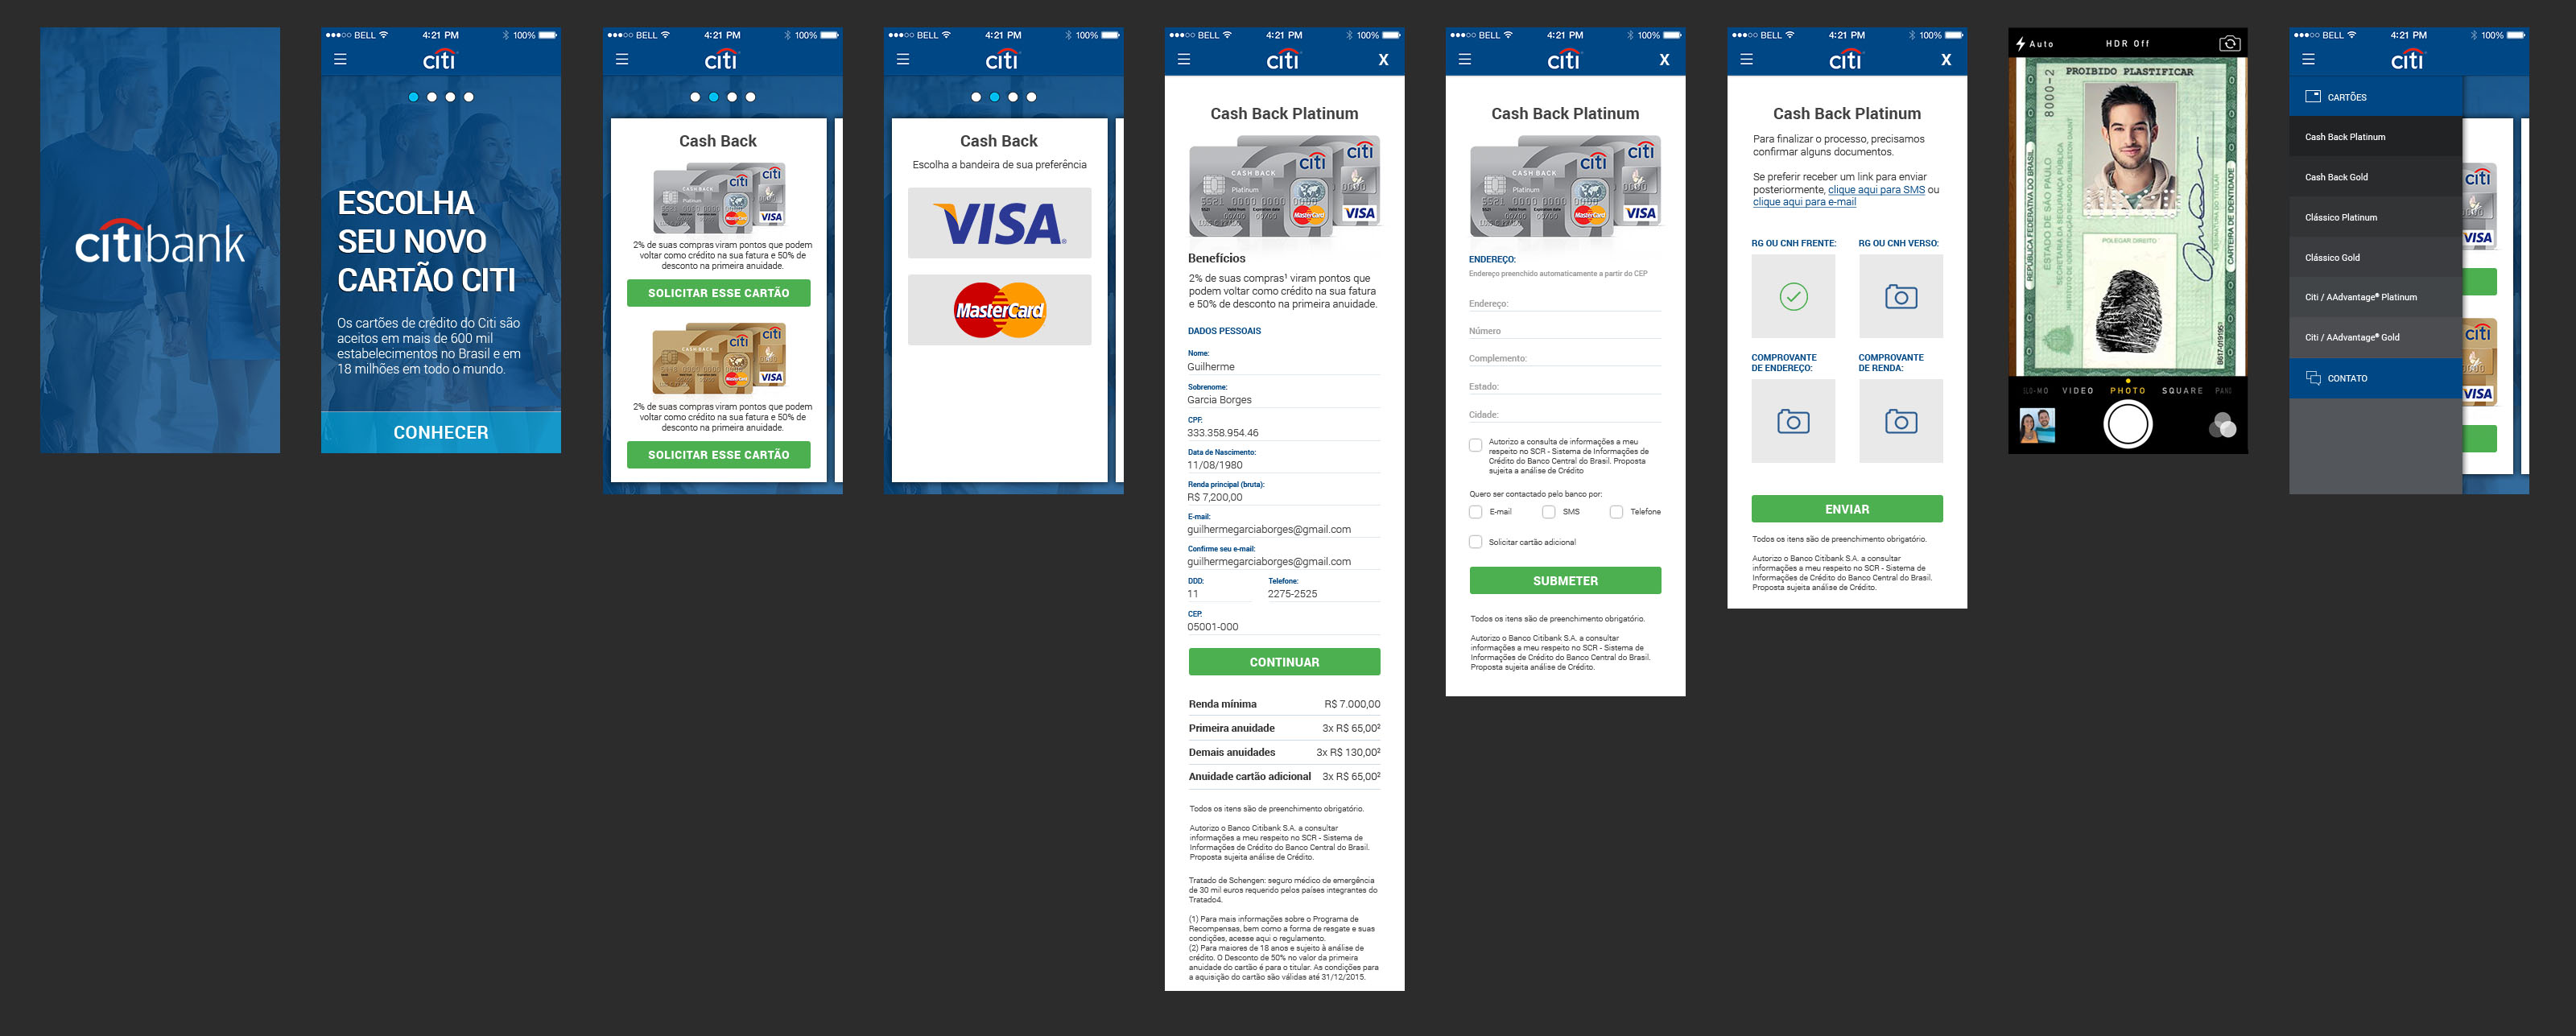 citibank
BELL
4:21 PM
100%
citi
ESCOLHA
SEU NOVO
CARTÃO CITI
Os cartões de crédito do Citi são
aceitos em mais de 600 mil
estabelecimentos no Brasil e em
18 milhões em todo o mundo.
CONHECER
BELL
4:21 PM
100%
citi
Cash Back
2% de suas compras viram pontos que podem
voltar como crédito na sua fatura e 50% de
desconto na primeira anuidade.
SOLICITAR ESSE CARTÃO
2% de suas compras viram pontos que podem
voltar como crédito na sua fatura e 50% de
desconto na primeira anuidade.
SOLICITAR ESSE CARTÃO
BELL
4:21 PM
100%
citi
Cash Back
Escolha a bandeira de sua preferência
VISA
MasterCard
BELL
4:21 PM
100%
citi
X
Cash Back Platinum
CASH BACK
Platinum
citi
citi
MasterCard
VISA
Benefícios
2% de suas compras¹ viram pontos que
podem voltar como crédito na sua fatura
e 50% de desconto na primeira anuidade.
DADOS PESSOAIS
Nome:
Guilherme
Sobrenome:
Garcia Borges
CPF:
333.358.954.46
Data de Nascimento:
11/08/1980
Renda principal (bruta):
R$ 7,200,00
E-mail:
guilhermegarciaborges@gmail.com
Confirme seu e-mail:
guilhermegarciaborges@gmail.com
DDD:
Telefone:
11
2275-2525
CEP:
05001-000
CONTINUAR
Renda mínima R$ 7.000,00
Primeira anuidade 3x R$ 65,00²
Demais anuidades 3x R$ 130,00²
Anuidade cartão adicional 3x R$ 65,00²
Todos os itens são de preenchimento obrigatório.
Autorizo o Banco Citibank S.A. a consultar
informações a meu respeito no SCR - Sistema de
Informações de Crédito do Banco Central do Brasil.
Proposta sujeita análise de Crédito.
Tratado de Schengen: seguro médico de emergência
de 30 mil euros requerido pelos países integrantes do
Tratado4.
(1) Para mais informações sobre o Programa de
Recompensas, bem como a forma de resgate e suas
condições, acesse aqui o regulamento.
(2) Para maiores de 18 anos e sujeito à análise de
crédito. O Desconto de 50% no valor da primeira
anuidade do cartão é para o titular. As condições para
a aquisição do cartão são válidas até 31/12/2015.
BELL
4:21 PM
100%
citi
X
Cash Back Platinum
CASH BACK
Platinum
citi
citi
MasterCard
VISA
ENDEREÇO:
Endereço preenchido automaticamente a partir do CEP
Endereço:
Número
Complemento:
Estado:
Cidade:
Autorizo a consulta de informações a meu
respeito no SCR - Sistema de Informações de
Crédito do Banco Central do Brasil. Proposta
sujeita a análise de Crédito
Quero ser contactado pelo banco por:
E-mail
SMS
Telefone
Solicitar cartão adicional
SUBMETER
Todos os itens são de preenchimento obrigatório.
Autorizo o Banco Citibank S.A. a consultar
informações a meu respeito no SCR - Sistema de
Informações de Crédito do Banco Central do Brasil.
Proposta sujeita análise de Crédito.
BELL
4:21 PM
100%
citi
X
Cash Back Platinum
Para finalizar o processo, precisamos
confirmar alguns documentos.
Se preferir receber um link para enviar
posteriormente, clique aqui para SMS ou
clique aqui para e-mail
RG OU CNH FRENTE:
RG OU CNH VERSO:
COMPROVANTE
DE ENDEREÇO:
COMPROVANTE
DE RENDA:
ENVIAR
Todos os itens são de preenchimento obrigatório.
Autorizo o Banco Citibank S.A. a consultar
informações a meu respeito no SCR - Sistema de
Informações de Crédito do Banco Central do Brasil.
Proposta sujeita análise de Crédito.
Auto
HDR Off
PROIBIDO PLASTIFICAR
8000-2
REPÚBLICA FEDERATIVA DO BRASIL
ESTADO DE SÃO PAULO
SECRETARIA DA SEGURANÇA PÚBLICA
POLEGAR DIREITO
ASSINATURA DO TITULAR
CARTEIRA DE IDENTIDADE
VIDEO
PHOTO
SQUARE
BELL
4:21 PM
100%
citi
CARTÕES
Cash Back Platinum
Cash Back Gold
Clássico Platinum
Clássico Gold
Citi / AAdvantage® Platinum
Citi / AAdvantage® Gold
CONTATO
citi
VISA
citi
VISA